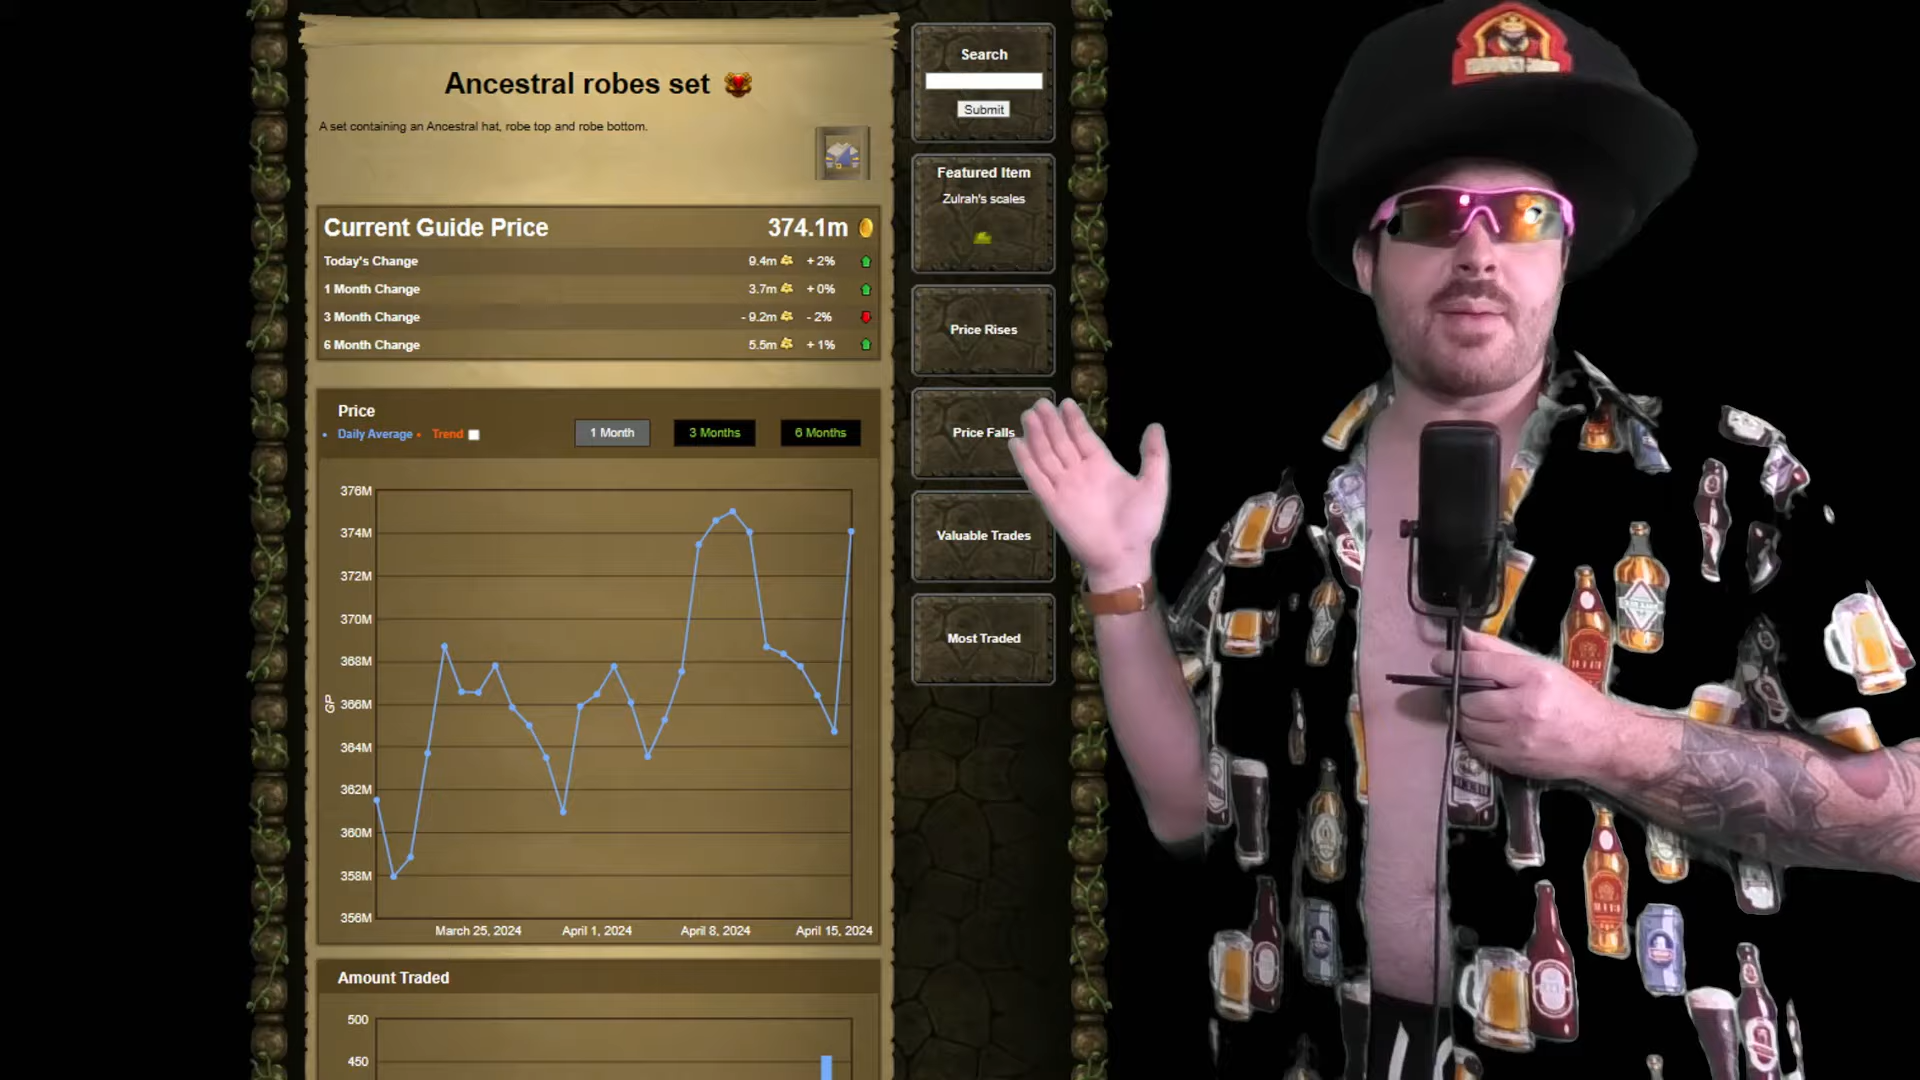 Ancestral robes set
A set containing an Ancestral hat, robe top and robe bottom.
Current Guide Price 374.1m
Today's Change 9.4m + 2%
1 Month Change 3.7m + 0%
3 Month Change - 9.2m - 2%
6 Month Change 5.5m + 1%
Price
• Daily Average • Trend
1 Month 3 Months 6 Months
376M
374M
372M
370M
368M
366M
364M
362M
360M
358M
356M
GP
March 25, 2024 April 1, 2024 April 8, 2024 April 15, 2024
Amount Traded
500
450
Search
Submit
Featured Item
Zulrah's scales
Price Rises
Price Falls
Valuable Trades
Most Traded